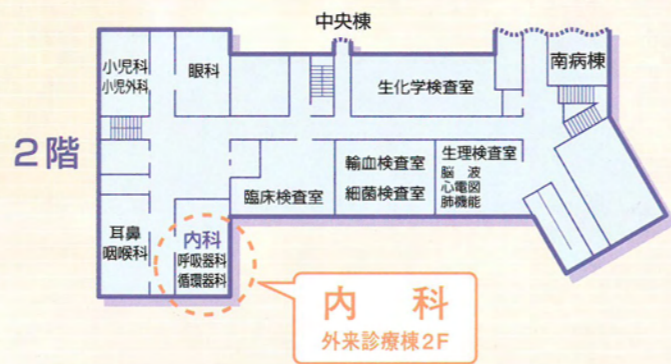 中央棟
小児科
小児外科
眼科
生化学検査室
南病棟
2階
臨床検査室
輸血検査室
細菌検査室
生理検査室
脳 波
心電図
肺機能
耳鼻
咽喉科
内科
呼吸器科
循環器科
内 科
外来診療棟2F